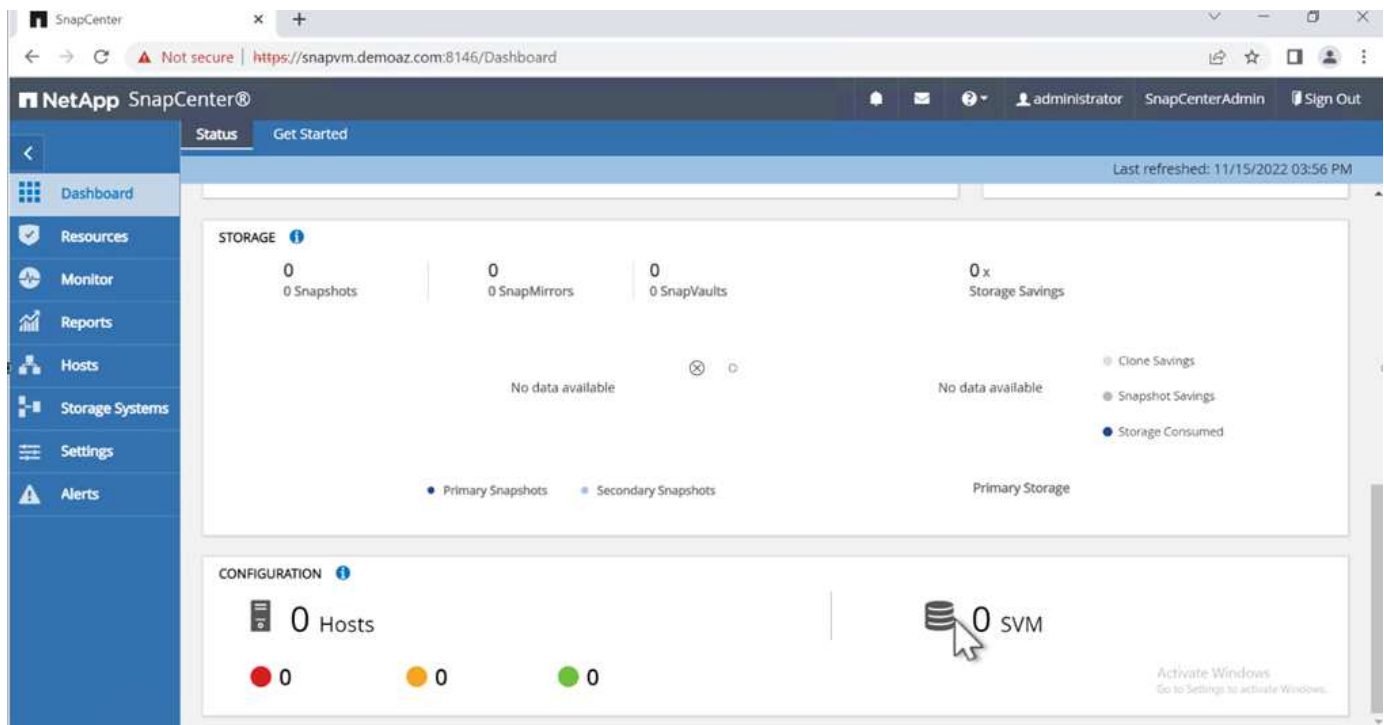 SnapCenter
Not secure | https://snapvm.demoaz.com:8146/Dashboard
NetApp SnapCenter®
administrator SnapCenterAdmin Sign Out
Status Get Started
Last refreshed: 11/15/2022 03:56 PM
Dashboard
Resources
Monitor
Reports
Hosts
Storage Systems
Settings
Alerts
STORAGE
0 0 0 0 x
0 Snapshots 0 SnapMirrors 0 SnapVaults Storage Savings
Clone Savings
No data available No data available
Snapshot Savings
Storage Consumed
Primary Snapshots Secondary Snapshots Primary Storage
CONFIGURATION
0 Hosts 0 SVM
0 0 0
Activate Windows
Go to Settings to activate Windows.